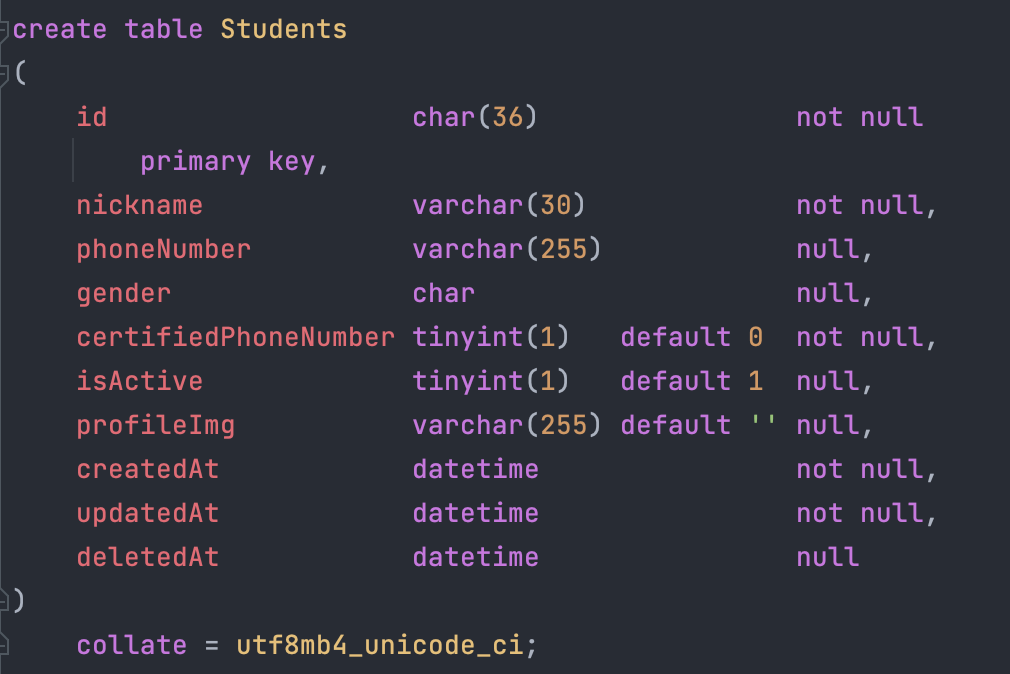 create table Students
(
    id                   char(36)                not null
        primary key,
    nickname             varchar(30)             not null,
    phoneNumber          varchar(255)            null,
    gender               char                    null,
    certifiedPhoneNumber tinyint(1)   default 0  not null,
    isActive             tinyint(1)   default 1  null,
    profileImg           varchar(255) default '' null,
    createdAt            datetime                not null,
    updatedAt            datetime                not null,
    deletedAt            datetime                null
)
    collate = utf8mb4_unicode_ci;